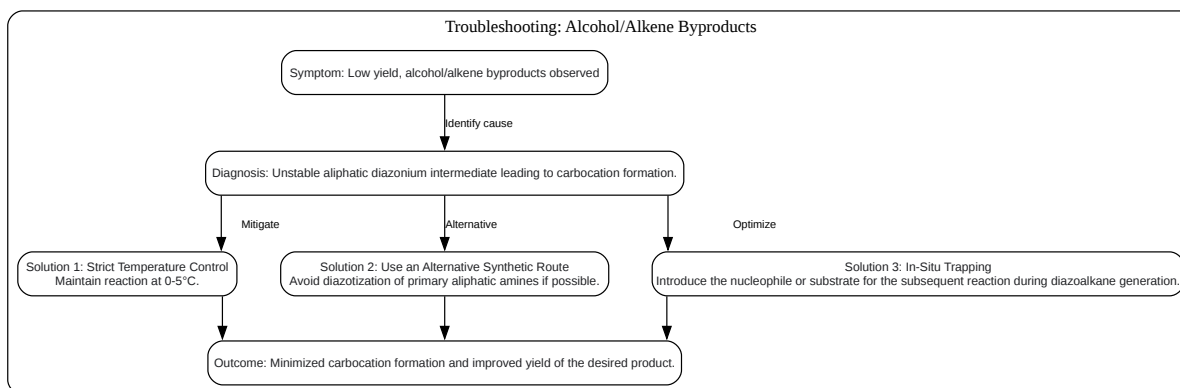 Troubleshooting: Alcohol/Alkene Byproducts
Symptom: Low yield, alcohol/alkene byproducts observed
Identify cause
Diagnosis: Unstable aliphatic diazonium intermediate leading to carbocation formation.
Mitigate
Alternative
Optimize
Solution 1: Strict Temperature Control
Maintain reaction at 0-5°C.
Solution 2: Use an Alternative Synthetic Route
Avoid diazotization of primary aliphatic amines if possible.
Solution 3: In-Situ Trapping
Introduce the nucleophile or substrate for the subsequent reaction during diazoalkane generation.
Outcome: Minimized carbocation formation and improved yield of the desired product.